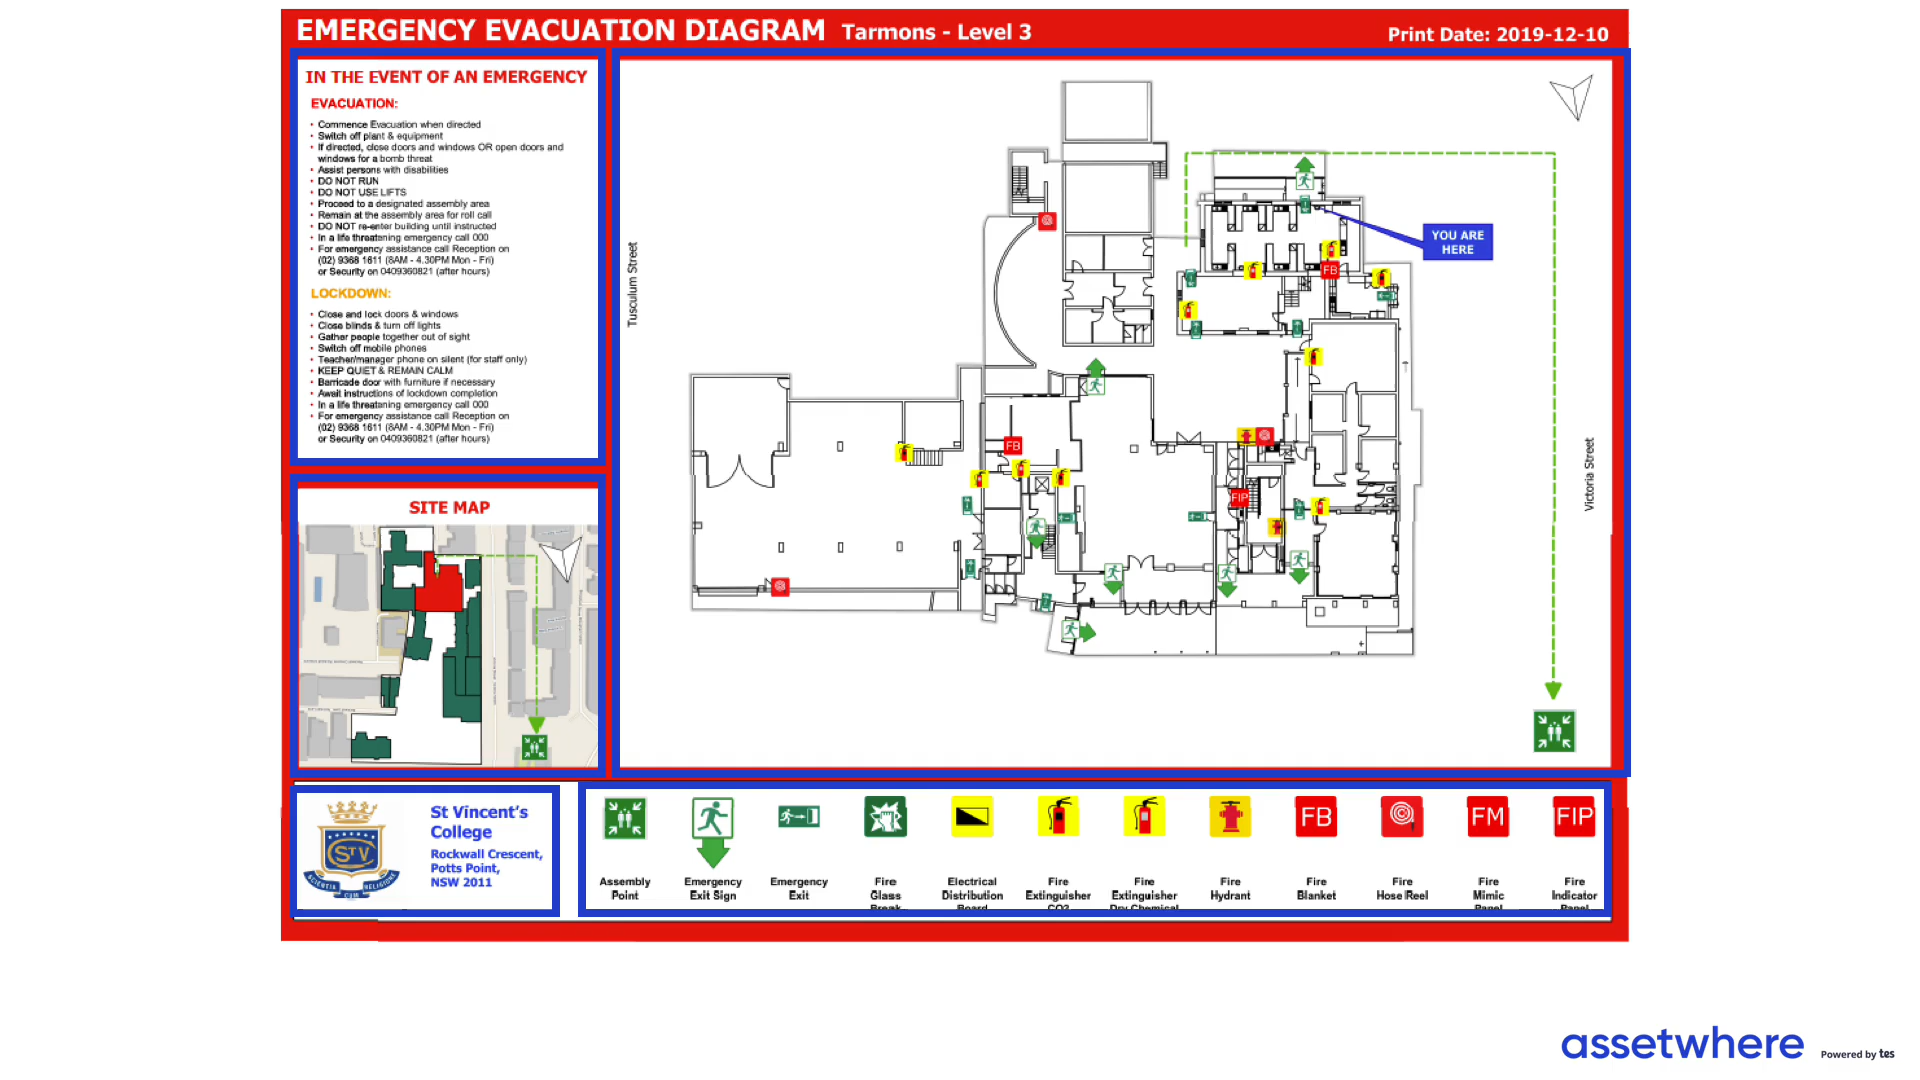 EMERGENCY EVACUATION DIAGRAM Tarmons - Level 3
Print Date: 2019-12-10
IN THE EVENT OF AN EMERGENCY
EVACUATION:
• Commence Evacuation when directed
• Switch off plant & equipment
• If directed, close doors and windows OR open doors and
windows for a bomb threat
• Assist persons with disabilities
• DO NOT RUN
• DO NOT USE LIFTS
• Proceed to a designated assembly area
• Remain at the assembly area for roll call
• DO NOT re-enter building until instructed
• In a life threatening emergency call 000
• For emergency assistance call Reception on
(02) 9368 1611 (8AM - 4.30PM Mon - Fri)
or Security on 0409360821 (after hours)
LOCKDOWN:
• Close and lock doors & windows
• Close blinds & turn off lights
• Gather people together out of sight
• Switch off mobile phones
• Teacher/manager phone on silent (for staff only)
• KEEP QUIET & REMAIN CALM
• Barricade door with furniture if necessary
• Await instructions of lockdown completion
• In a life threatening emergency call 000
• For emergency assistance call Reception on
(02) 9368 1611 (8AM - 4.30PM Mon - Fri)
or Security on 0409360821 (after hours)
SITE MAP
Tusculum Street
YOU ARE
HERE
FB
FB
FIP
Victoria Street
STV
SCIENTIA CUM RELIGIONE
St Vincent's
College
Rockwall Crescent,
Potts Point,
NSW 2011
FB
FM
FIP
Assembly
Point
Emergency
Exit Sign
Emergency
Exit
Fire
Glass
Break
Electrical
Distribution
Board
Fire
Extinguisher
CO2
Fire
Extinguisher
Dry Chemical
Fire
Hydrant
Fire
Blanket
Fire
Hose Reel
Fire
Mimic
Panel
Fire
Indicator
Panel
assetwhere
Powered by tes